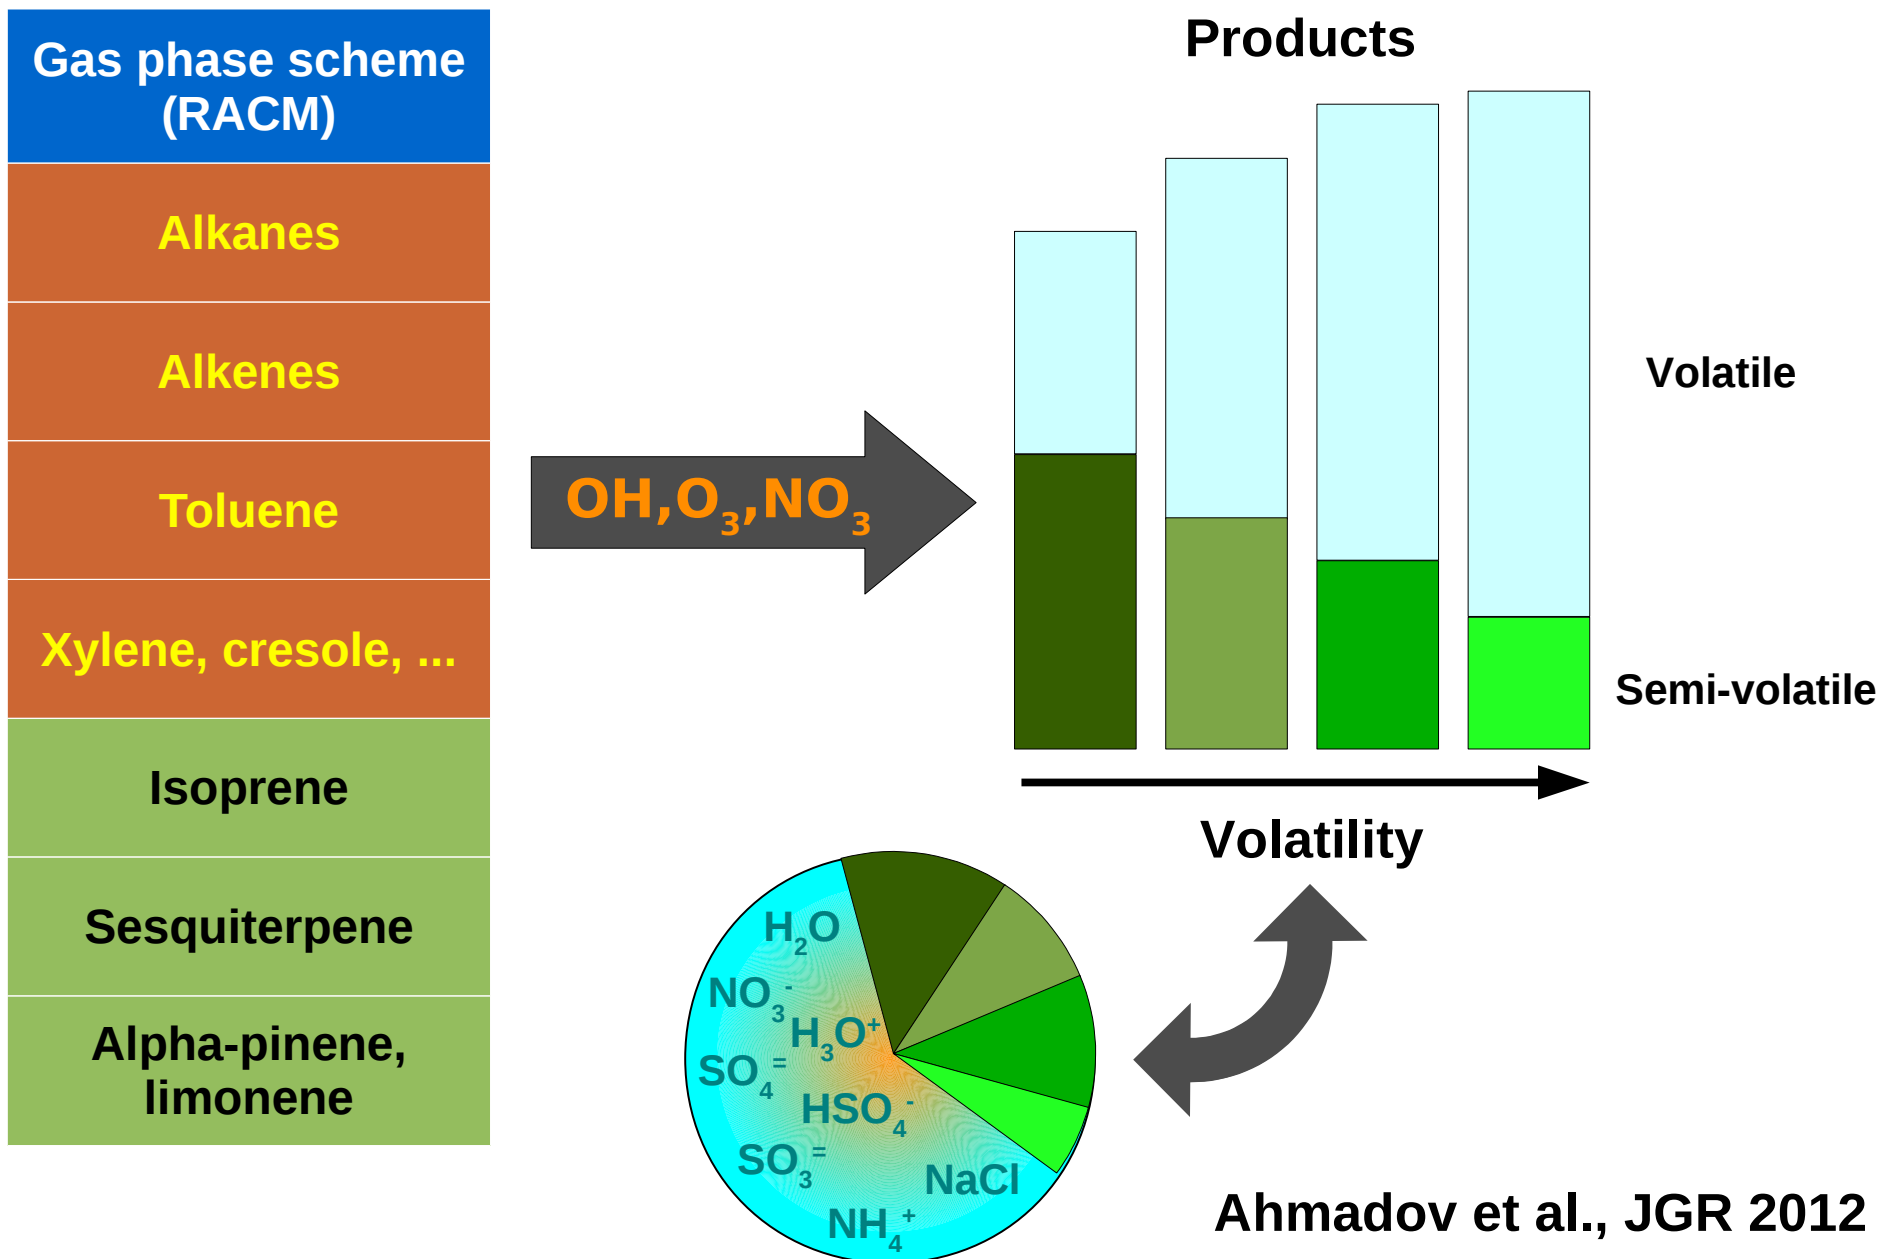 Gas phase scheme
(RACM)
Alkanes
Alkenes
Toluene
Xylene, cresole, ...
Isoprene
Sesquiterpene
Alpha-pinene,
limonene
OH,O₃,NO₃
Products
Volatile
Semi-volatile
Volatility
H₂O
NO₃⁻
H₃O⁺
SO₄⁼
HSO₄⁻
SO₃⁼
NaCl
NH₄⁺
Ahmadov et al., JGR 2012